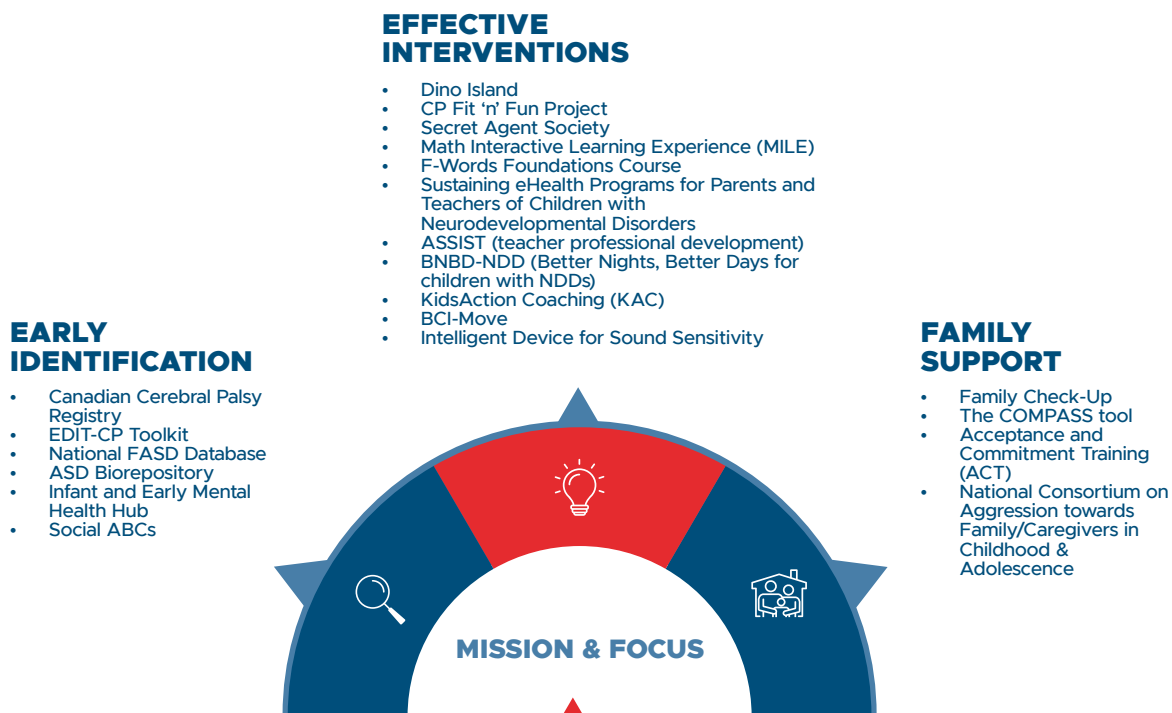 EFFECTIVE
INTERVENTIONS
• Dino Island
• CP Fit ‘n’ Fun Project
• Secret Agent Society
• Math Interactive Learning Experience (MILE)
• F-Words Foundations Course
• Sustaining eHealth Programs for Parents and
Teachers of Children with
Neurodevelopmental Disorders
• ASSIST (teacher professional development)
• BNBD-NDD (Better Nights, Better Days for
children with NDDs)
• KidsAction Coaching (KAC)
• BCI-Move
• Intelligent Device for Sound Sensitivity
EARLY
IDENTIFICATION
• Canadian Cerebral Palsy
Registry
• EDIT-CP Toolkit
• National FASD Database
• ASD Biorepository
• Infant and Early Mental
Health Hub
• Social ABCs
FAMILY
SUPPORT
• Family Check-Up
• The COMPASS tool
• Acceptance and
Commitment Training
(ACT)
• National Consortium on
Aggression towards
Family/Caregivers in
Childhood &
Adolescence
MISSION & FOCUS